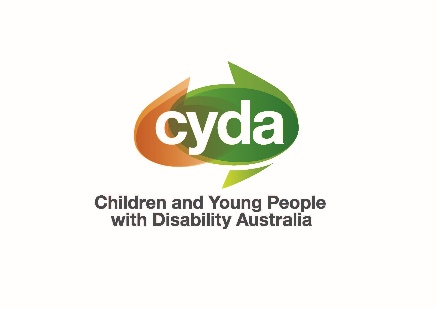 cyda
Children and Young People
with Disability Australia